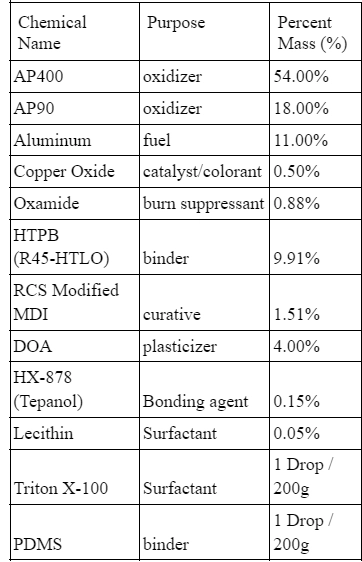 Chemical Name Purpose Percent Mass (%)
AP400 oxidizer 54.00%
AP90 oxidizer 18.00%
Aluminum fuel 11.00%
Copper Oxide catalyst/colorant 0.50%
Oxamide burn suppressant 0.88%
HTPB
(R45-HTLO) binder 9.91%
RCS Modified
MDI curative 1.51%
DOA plasticizer 4.00%
HX-878
(Tepanol) Bonding agent 0.15%
Lecithin Surfactant 0.05%
1 Drop /
Triton X-100 Surfactant 200g
1 Drop /
PDMS binder 200g